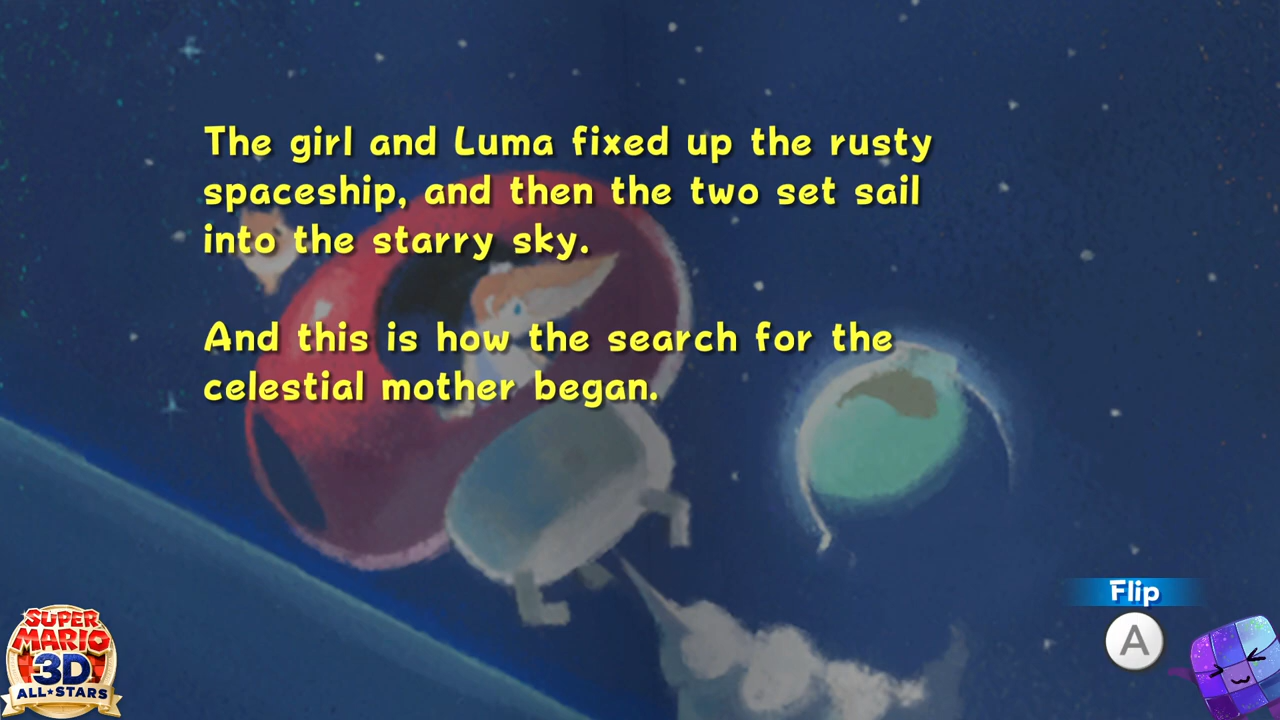 The girl and Luma fixed up the rusty
spaceship, and then the two set sail
into the starry sky.
And this is how the search for the
celestial mother began.
Flip
A
SUPER
MARIO
3D
ALL★STARS